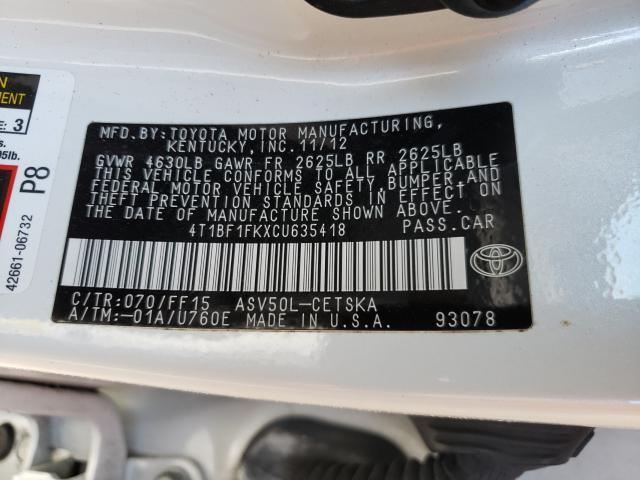 MFD.BY:TOYOTA MOTOR MANUFACTURING,
KENTUCKY,INC.11/12
GVWR 4630LB GAWR FR 2625LB RR 2625LB
THIS VEHICLE CONFORMS TO ALL APPLICABLE
FEDERAL MOTOR VEHICLE SAFETY,BUMPER,AND
THEFT PREVENTION STANDARDS IN EFFECT ON
THE DATE OF MANUFACTURE SHOWN ABOVE.
4T1BF1FKXCU635418 PASS.CAR
C/TR:070/FF15 ASV50L-CETSKA
A/TM:-01A/U760E MADE IN U.S.A. 93078
3
P8
42661-06732